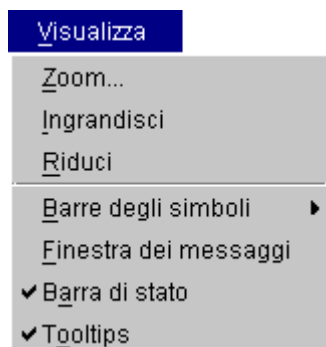 Visualizza
Zoom...
Ingrandisci
Riduci
Barre degli simboli
Finestra dei messaggi
Barra di stato
Tooltips